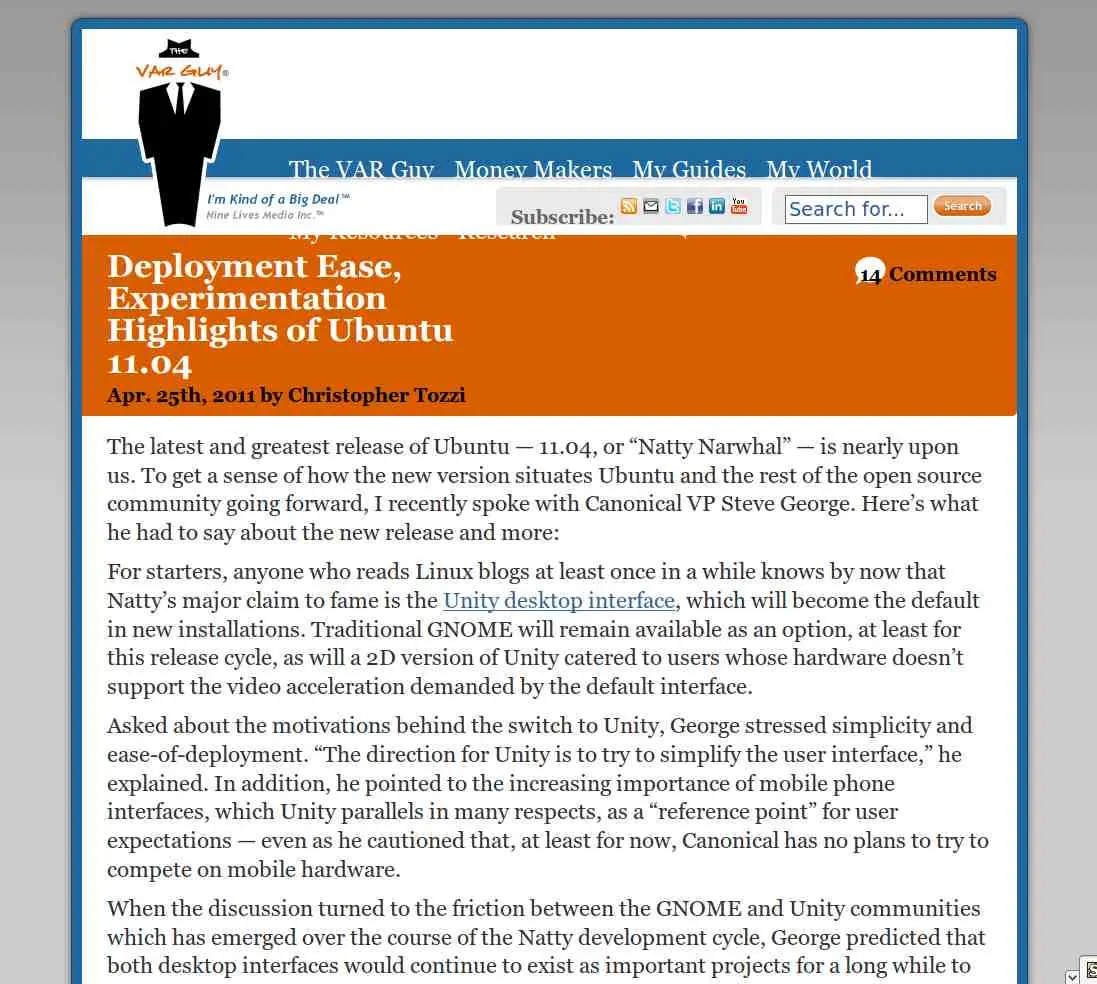 THE
VAR GUY®
The VAR Guy Money Makers My Guides My World
I'm Kind of a Big Deal™
Nine Lives Media Inc.™
Subscribe:
You
Tube
Search for...
Search
My Resources Research
Deployment Ease,
Experimentation
Highlights of Ubuntu
11.04
14 Comments
Apr. 25th, 2011 by Christopher Tozzi
The latest and greatest release of Ubuntu — 11.04, or “Natty Narwhal” — is nearly upon
us. To get a sense of how the new version situates Ubuntu and the rest of the open source
community going forward, I recently spoke with Canonical VP Steve George. Here’s what
he had to say about the new release and more:
For starters, anyone who reads Linux blogs at least once in a while knows by now that
Natty’s major claim to fame is the Unity desktop interface, which will become the default
in new installations. Traditional GNOME will remain available as an option, at least for
this release cycle, as will a 2D version of Unity catered to users whose hardware doesn’t
support the video acceleration demanded by the default interface.
Asked about the motivations behind the switch to Unity, George stressed simplicity and
ease-of-deployment. “The direction for Unity is to try to simplify the user interface,” he
explained. In addition, he pointed to the increasing importance of mobile phone
interfaces, which Unity parallels in many respects, as a “reference point” for user
expectations — even as he cautioned that, at least for now, Canonical has no plans to try to
compete on mobile hardware.
When the discussion turned to the friction between the GNOME and Unity communities
which has emerged over the course of the Natty development cycle, George predicted that
both desktop interfaces would continue to exist as important projects for a long while to